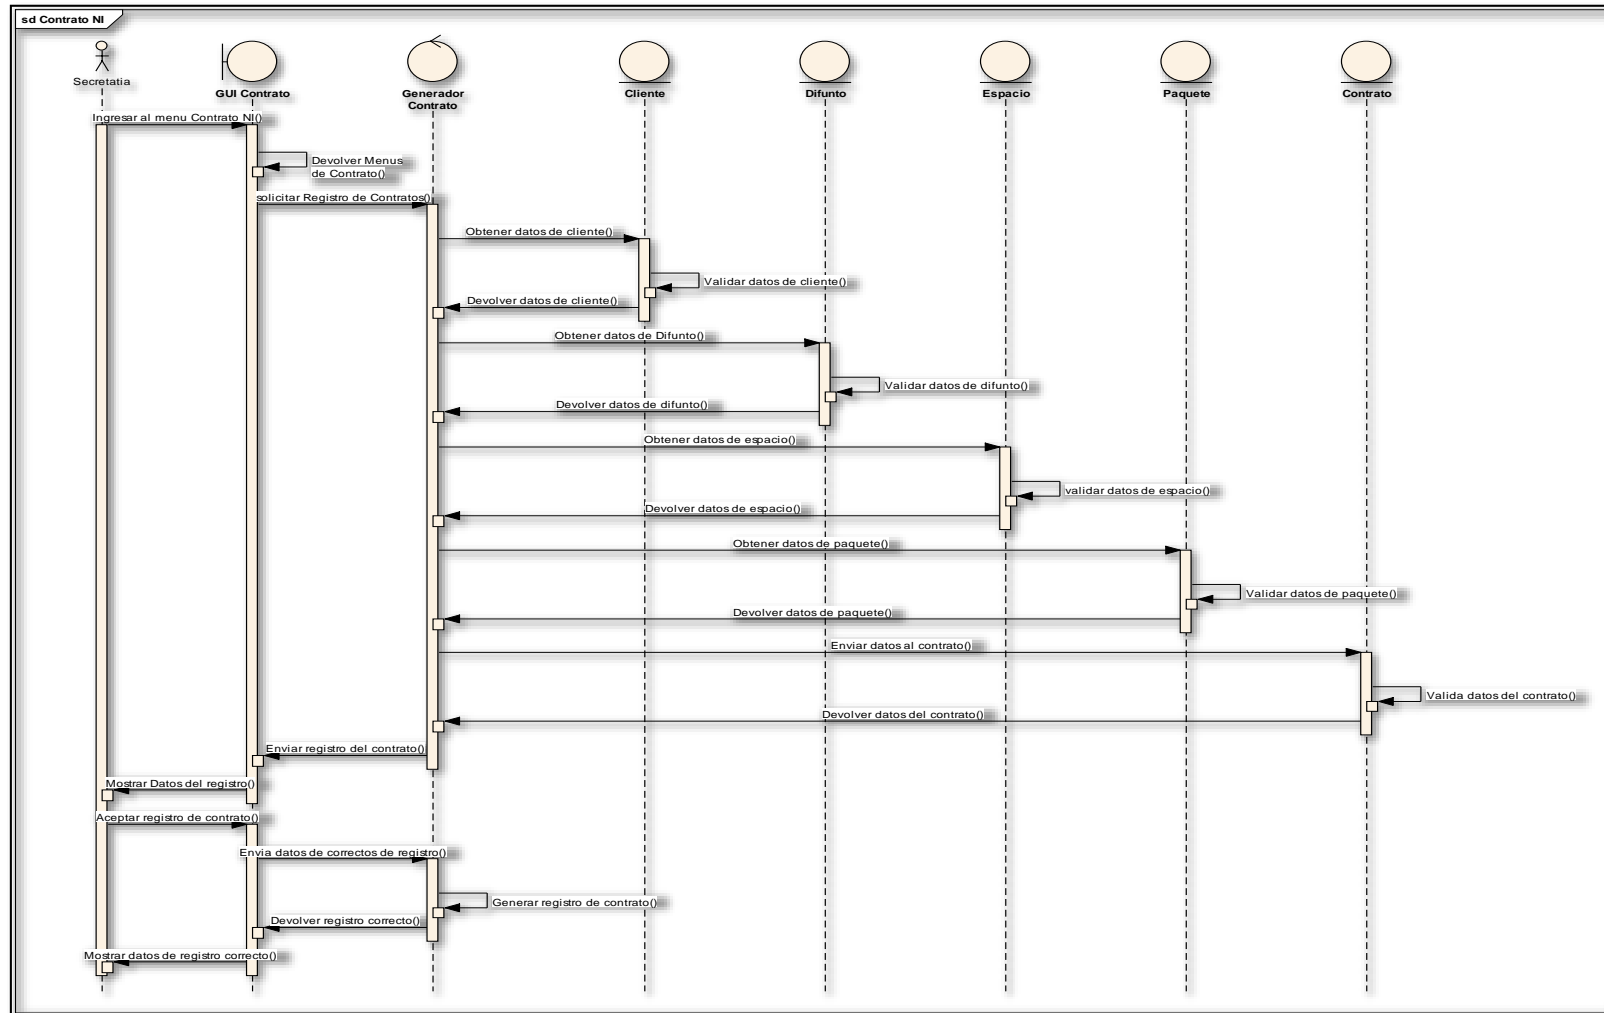 sd Contrato NI
Secretatia
GUI Contrato
Generador
Contrato
Cliente
Difunto
Espacio
Paquete
Contrato
Ingresar al menu Contrato NI()
Devolver Menus
de Contrato()
solicitar Registro de Contratos()
Obtener datos de cliente()
Validar datos de cliente()
Devolver datos de cliente()
Obtener datos de Difunto()
Validar datos de difunto()
Devolver datos de difunto()
Obtener datos de espacio()
validar datos de espacio()
Devolver datos de espacio()
Obtener datos de paquete()
Validar datos de paquete()
Devolver datos de paquete()
Enviar datos al contrato()
Valida datos del contrato()
Devolver datos del contrato()
Enviar registro del contrato()
Mostrar Datos del registro()
Aceptar registro de contrato()
Envia datos de correctos de registro()
Generar registro de contrato()
Devolver registro correcto()
Mostrar datos de registro correcto()